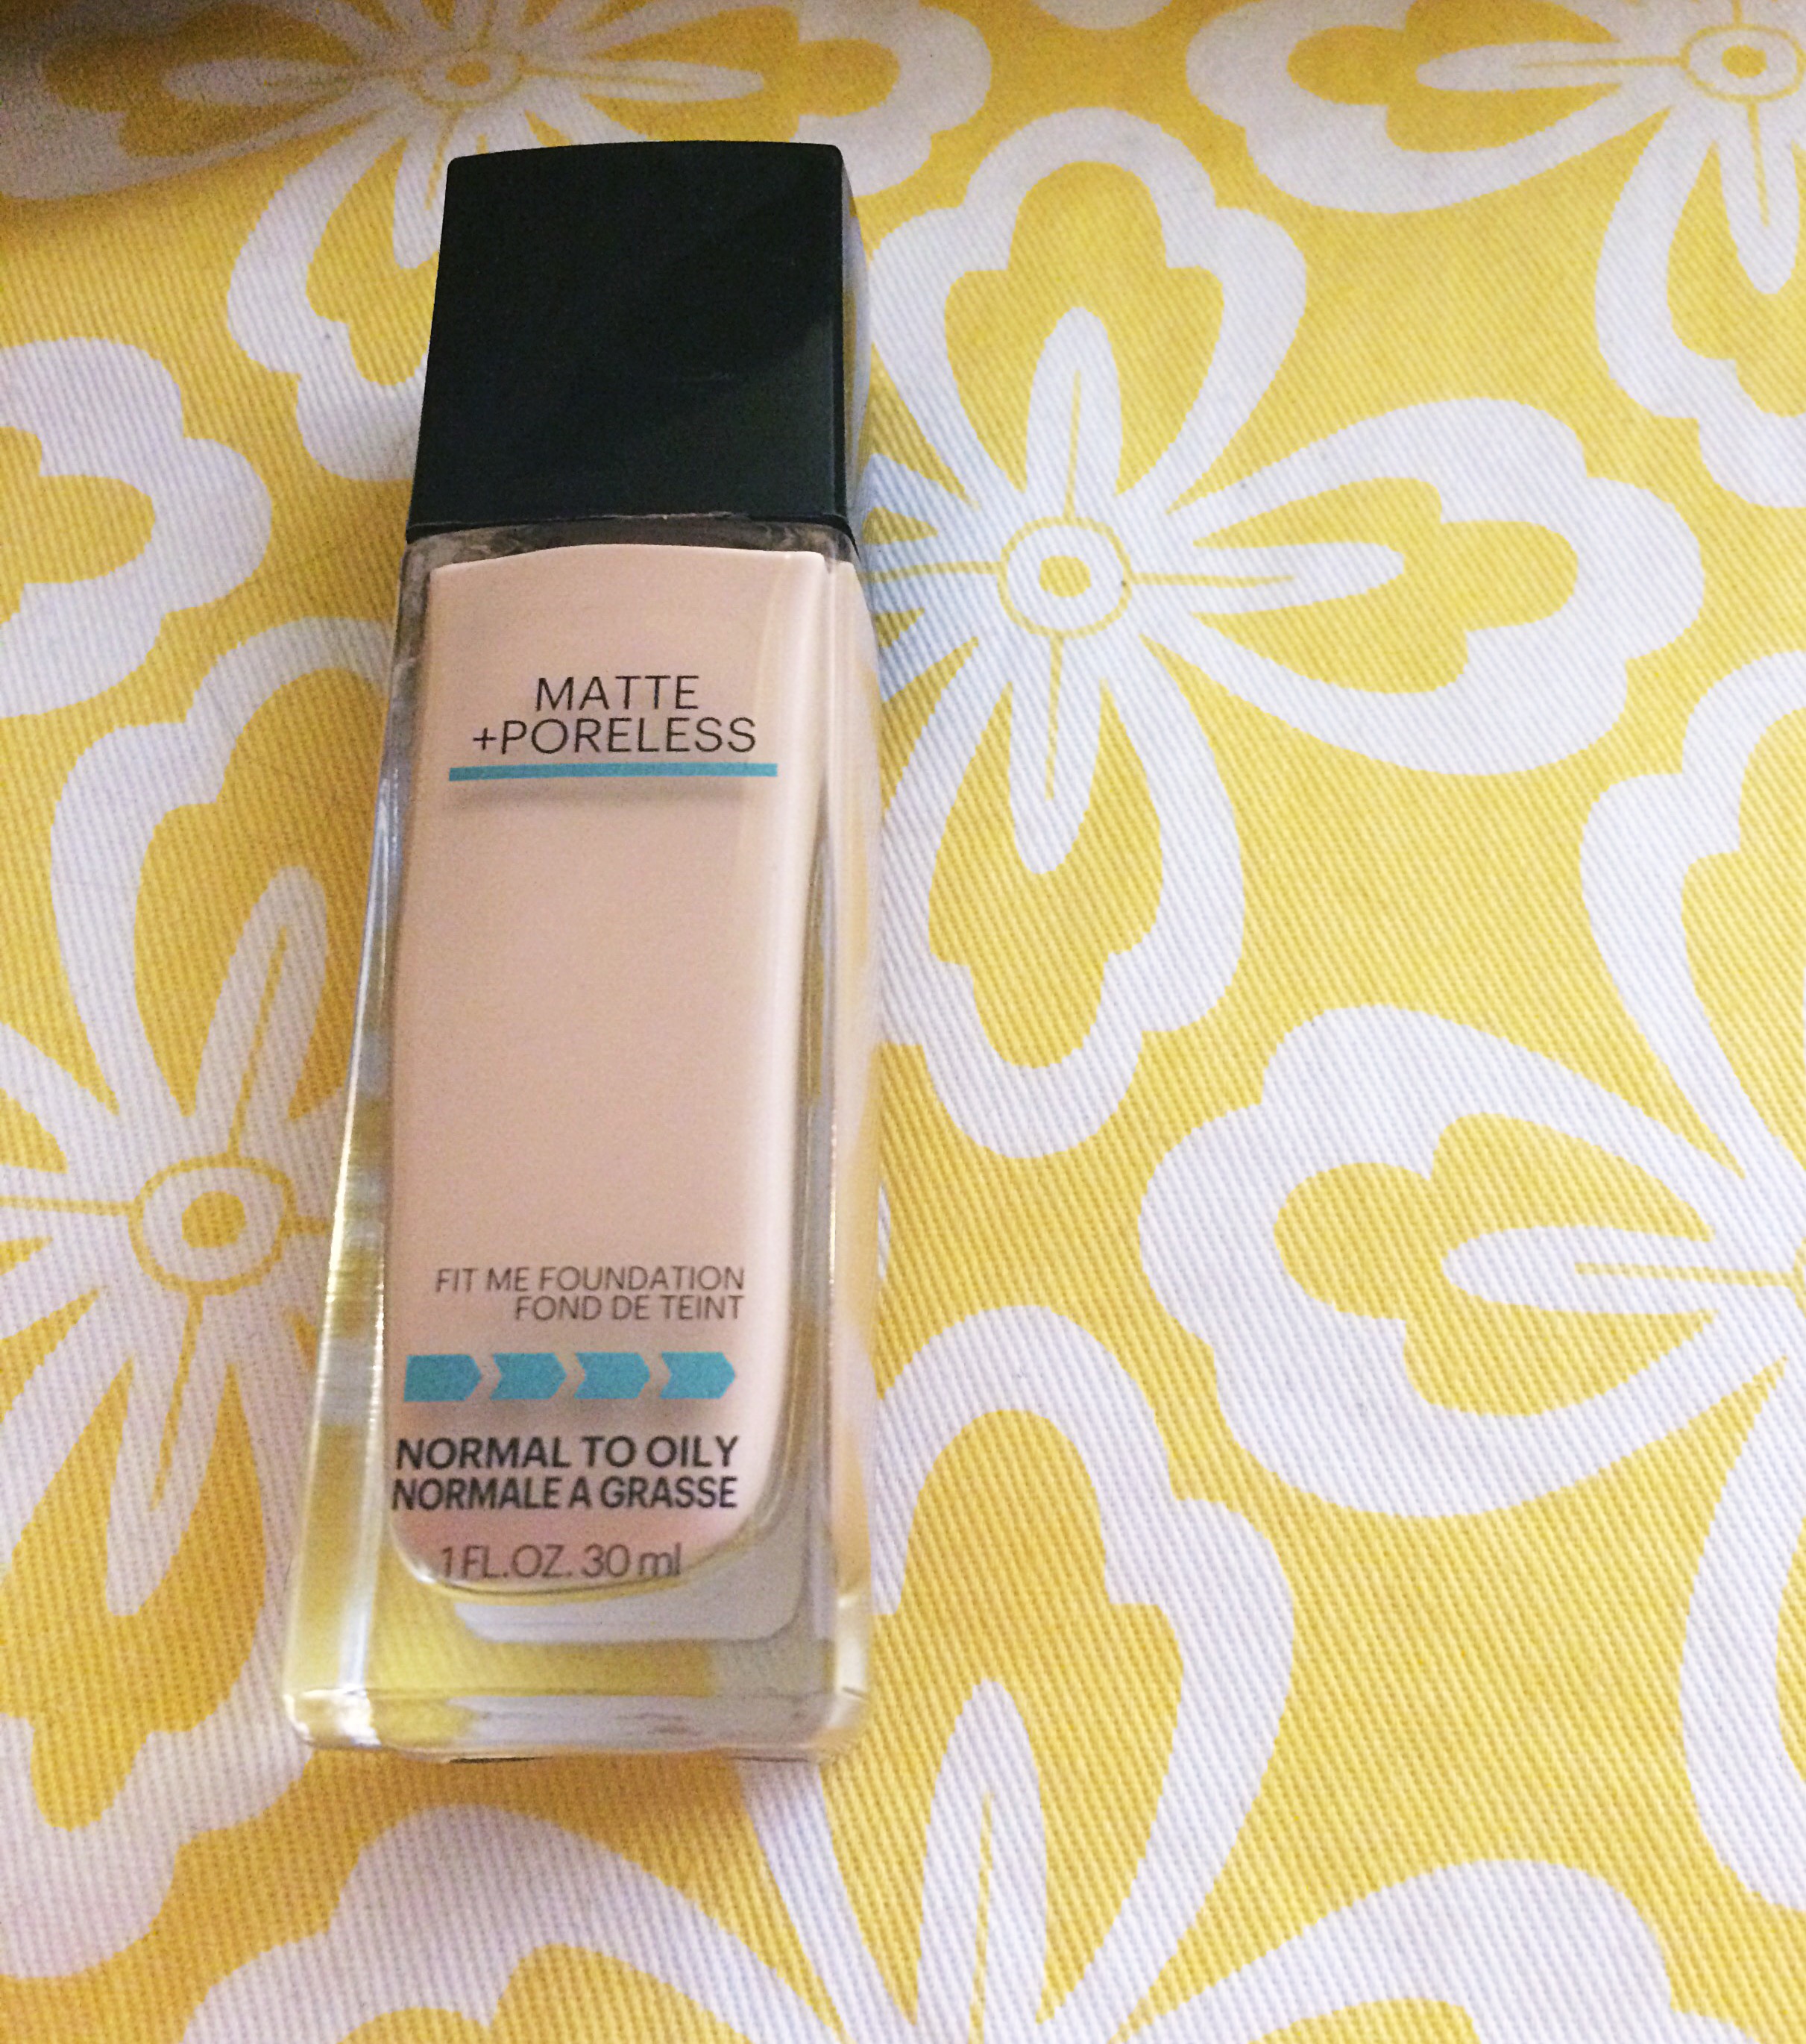 MATTE
+PORELESS
FIT ME FOUNDATION
FOND DE TEINT
NORMAL TO OILY
NORMALE A GRASSE
1 FL.OZ. 30 ml